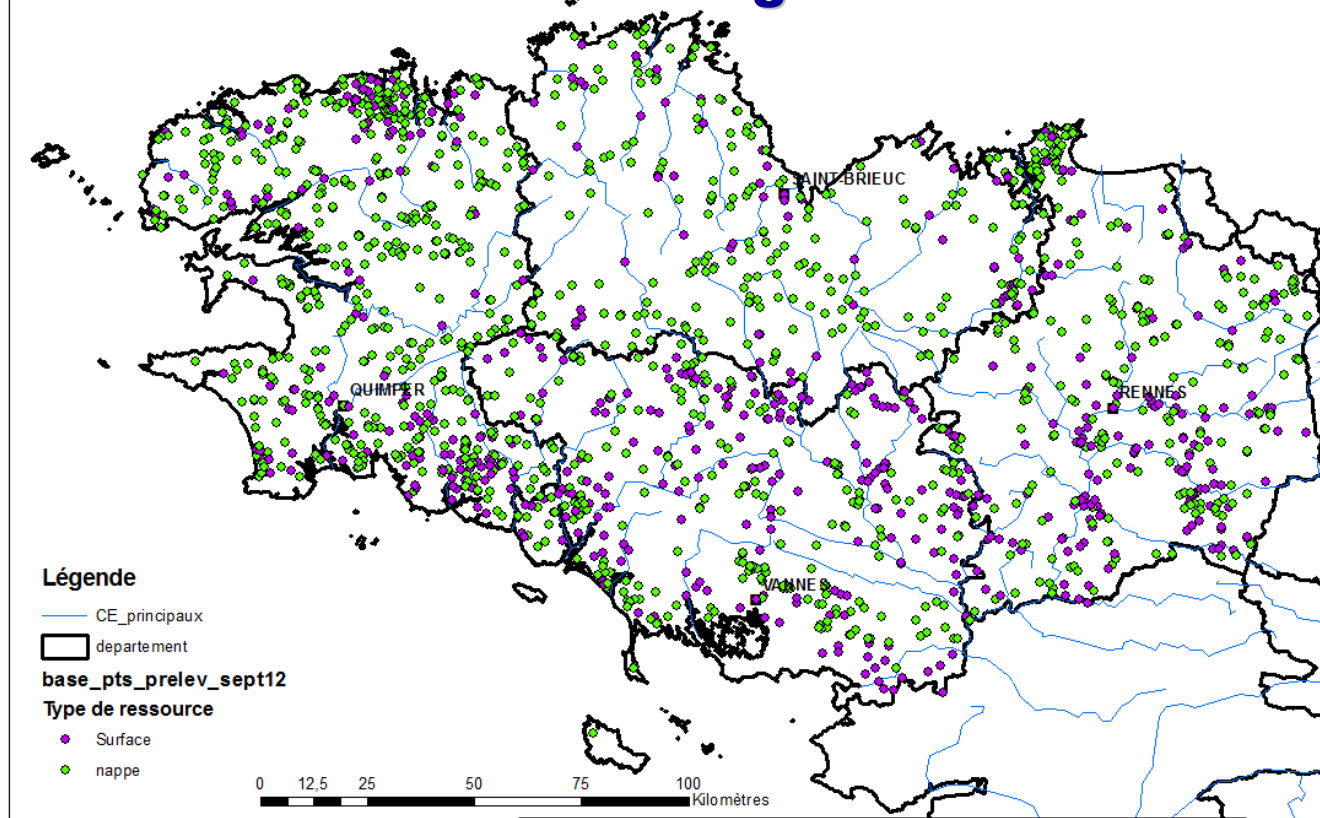 SAINT-BRIEUC
QUIMPER
RENNES
VANNES
Légende
CE_principaux
departement
base_pts_prelev_sept12
Type de ressource
Surface
nappe
0 12,5 25 50 75 100
Kilomètres